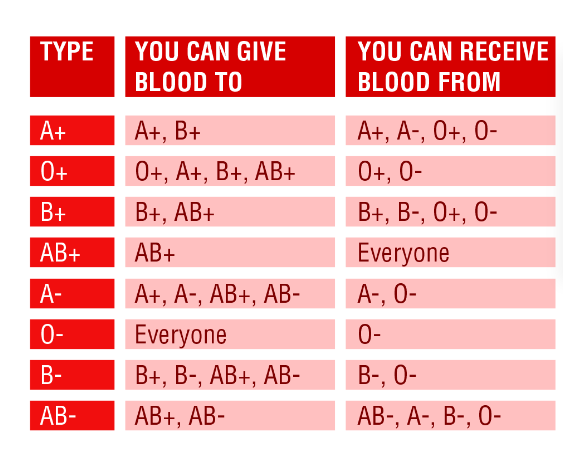 TYPE YOU CAN GIVE BLOOD TO YOU CAN RECEIVE BLOOD FROM
A+ A+, B+ A+, A-, O+, O-
O+ O+, A+, B+, AB+ O+, O-
B+ B+, AB+ B+, B-, O+, O-
AB+ AB+ Everyone
A- A+, A-, AB+, AB- A-, O-
O- Everyone O-
B- B+, B-, AB+, AB- B-, O-
AB- AB+, AB- AB-, A-, B-, O-